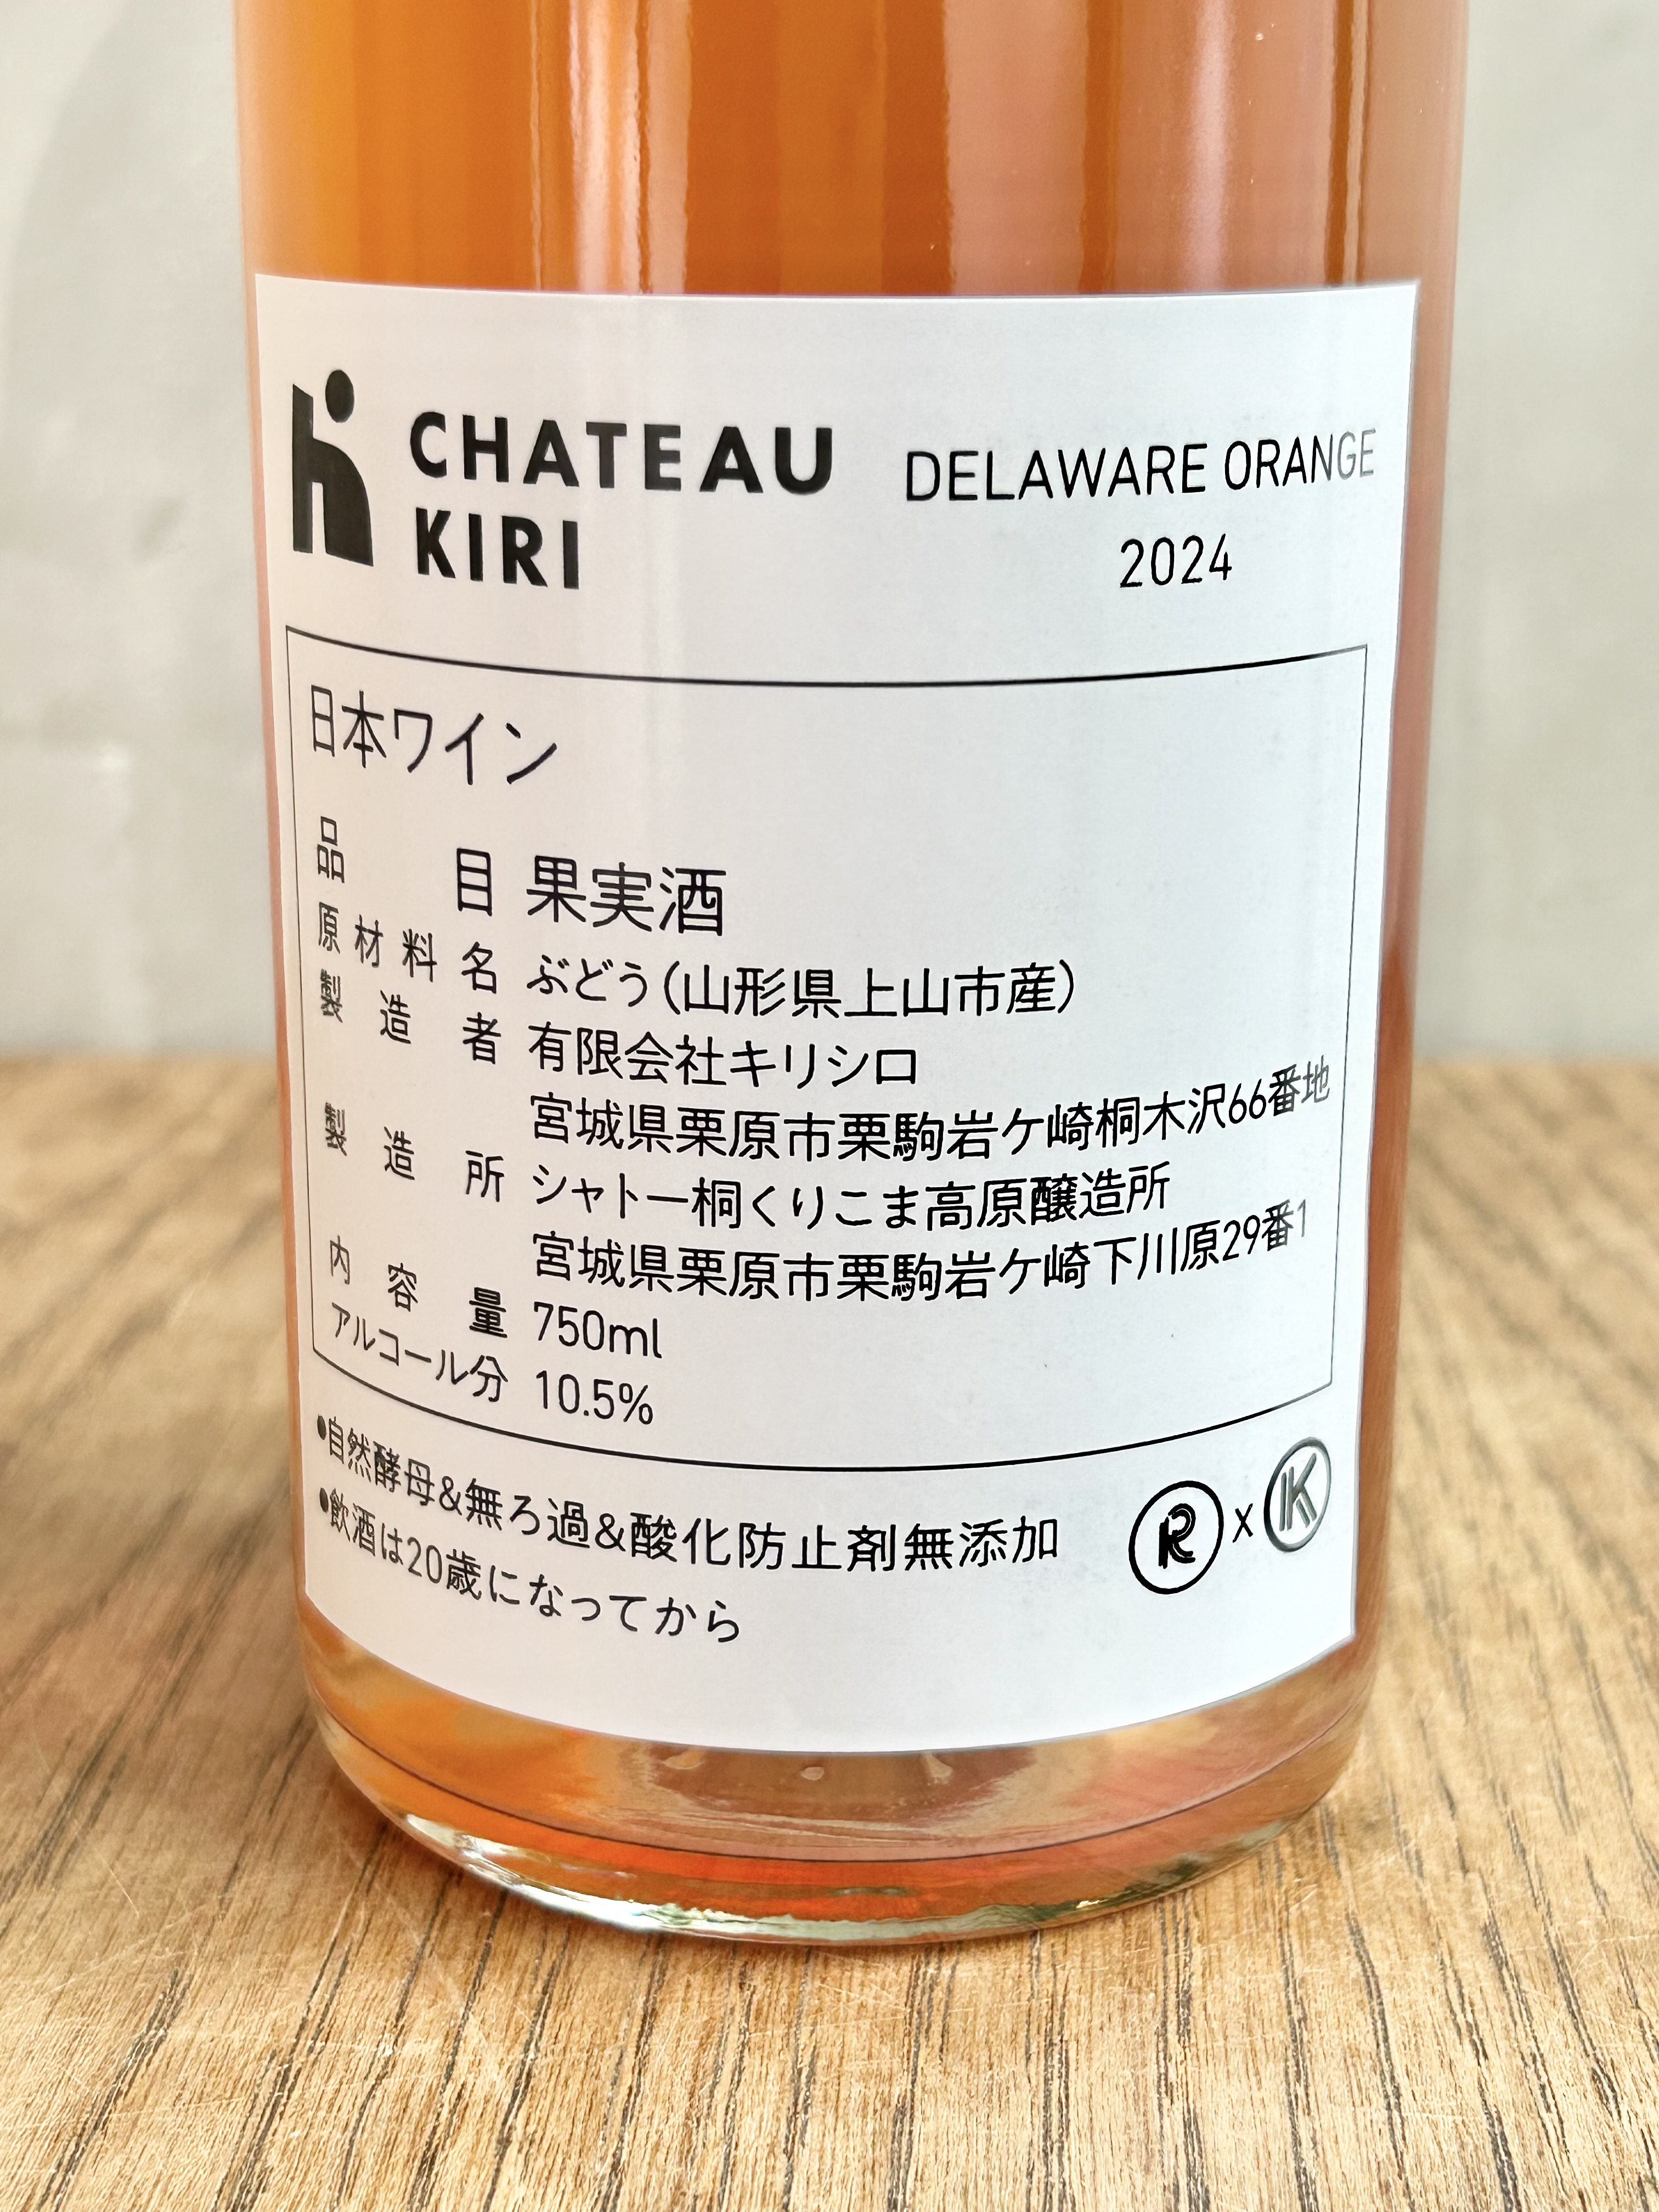 CHATEAU
KIRI
DELAWARE ORANGE
2024
日本ワイン
品目 果実酒
原材料名 ぶどう(山形県上山市産)
製造者 有限会社キリシロ
宮城県栗原市栗駒岩ケ崎桐木沢66番地
製造所 シャトー桐くりこま高原醸造所
宮城県栗原市栗駒岩ケ崎下川原29番1
内容量 750ml
アルコール分 10.5%
•自然酵母&無ろ過&酸化防止剤無添加
•飲酒は20歳になってから
R x K